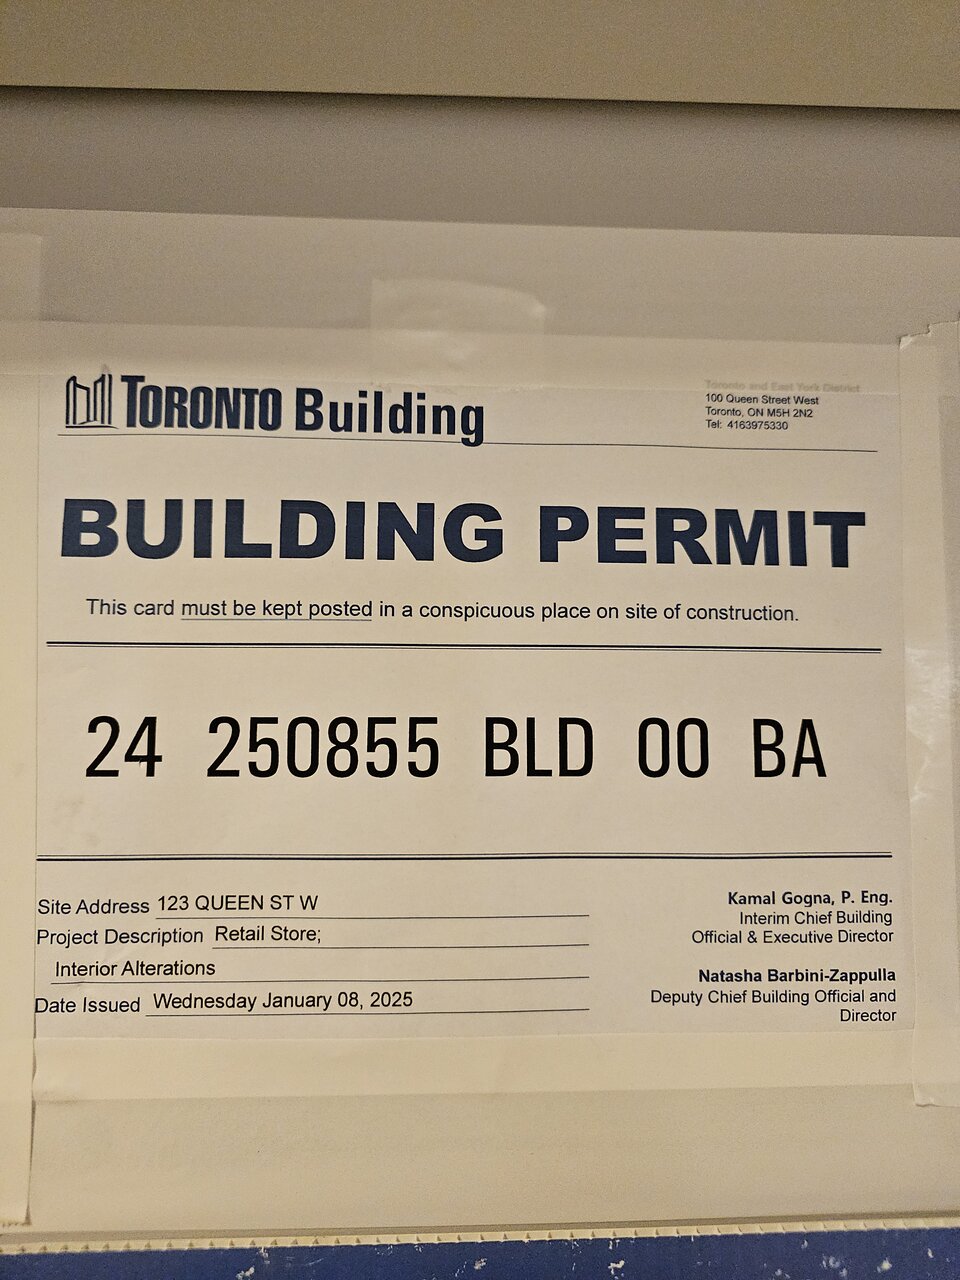 TORONTO Building
Toronto and East York District
100 Queen Street West
Toronto, ON M5H 2N2
Tel: 4163975330
BUILDING PERMIT
This card must be kept posted in a conspicuous place on site of construction.
24 250855 BLD 00 BA
Site Address 123 QUEEN ST W
Project Description Retail Store;
Interior Alterations
Date Issued Wednesday January 08, 2025
Kamal Gogna, P. Eng.
Interim Chief Building
Official & Executive Director
Natasha Barbini-Zappulla
Deputy Chief Building Official and
Director